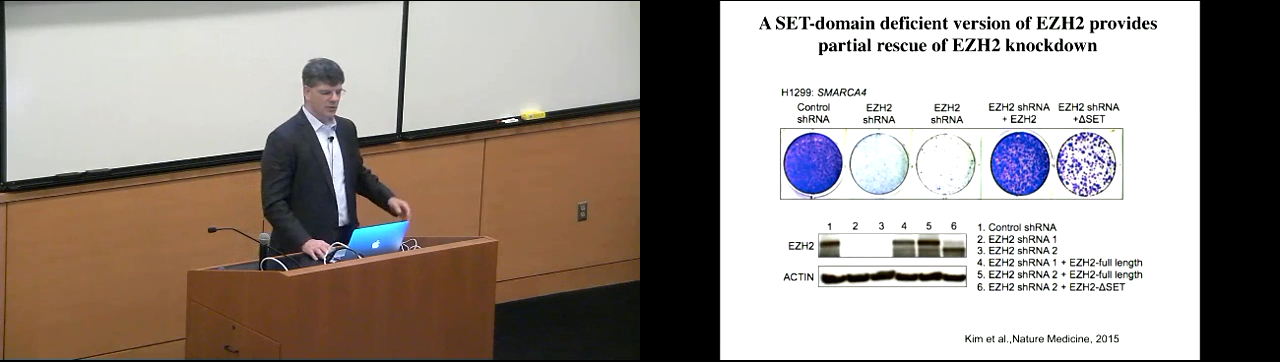 A SET-domain deficient version of EZH2 provides
partial rescue of EZH2 knockdown
H1299: SMARCA4
Control
shRNA
EZH2
shRNA
EZH2
shRNA
EZH2 shRNA
+ EZH2
EZH2 shRNA
+ΔSET
1 2 3 4 5 6
EZH2
ACTIN
1. Control shRNA
2. EZH2 shRNA 1
3. EZH2 shRNA 2
4. EZH2 shRNA 1 + EZH2-full length
5. EZH2 shRNA 2 + EZH2-full length
6. EZH2 shRNA 2 + EZH2-ΔSET
Kim et al.,Nature Medicine, 2015